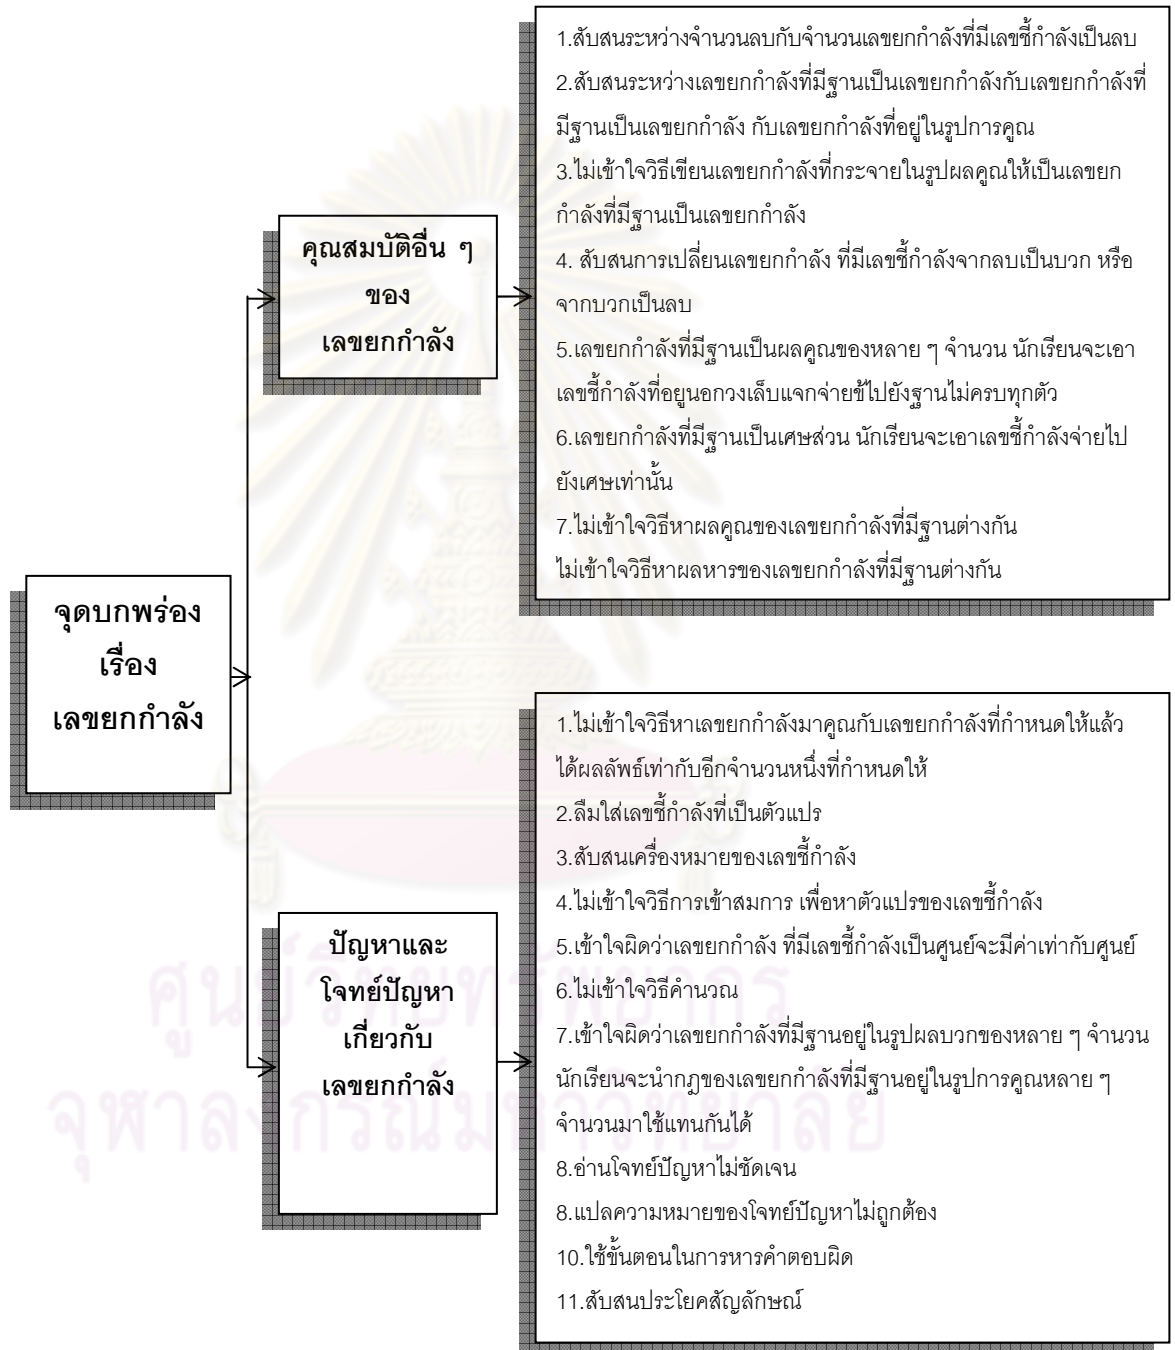 1.สับสนระหว่างจำนวนลบกับจำนวนเลขยกกำลังที่มีเลขชี้กำลังเป็นลบ
2.สับสนระหว่างเลขยกกำลังที่มีฐานเป็นเลขยกกำลังกับเลขยกกำลังที่
มีฐานเป็นเลขยกกำลัง กับเลขยกกำลังที่อยู่ในรูปการคูณ
3.ไม่เข้าใจวิธีเขียนเลขยกกำลังที่กระจายในรูปผลคูณให้เป็นเลขยก
กำลังที่มีฐานเป็นเลขยกกำลัง
4. สับสนการเปลี่ยนเลขยกกำลัง ที่มีเลขชี้กำลังจากลบเป็นบวก หรือ
จากบวกเป็นลบ
5.เลขยกกำลังที่มีฐานเป็นผลคูณของหลาย ๆ จำนวน นักเรียนจะเอา
เลขชี้กำลังที่อยูนอกวงเล็บแจกจ่ายข้ไปยังฐานไม่ครบทุกตัว
6.เลขยกกำลังที่มีฐานเป็นเศษส่วน นักเรียนจะเอาเลขชี้กำลังจ่ายไป
ยังเศษเท่านั้น
7.ไม่เข้าใจวิธีหาผลคูณของเลขยกกำลังที่มีฐานต่างกัน
ไม่เข้าใจวิธีหาผลหารของเลขยกกำลังที่มีฐานต่างกัน
คุณสมบัติอื่น ๆ
ของ
เลขยกกำลัง
จุดบกพร่อง
เรื่อง
เลขยกกำลัง
1.ไม่เข้าใจวิธีหาเลขยกกำลังมาคูณกับเลขยกกำลังที่กำหนดให้แล้ว
ได้ผลลัพธ์เท่ากับอีกจำนวนหนึ่งที่กำหนดให้
2.ลืมใส่เลขชี้กำลังที่เป็นตัวแปร
3.สับสนเครื่องหมายของเลขชี้กำลัง
4.ไม่เข้าใจวิธีการเข้าสมการ เพื่อหาตัวแปรของเลขชี้กำลัง
5.เข้าใจผิดว่าเลขยกกำลัง ที่มีเลขชี้กำลังเป็นศูนย์จะมีค่าเท่ากับศูนย์
6.ไม่เข้าใจวิธีคำนวณ
7.เข้าใจผิดว่าเลขยกกำลังที่มีฐานอยู่ในรูปผลบวกของหลาย ๆ จำนวน
นักเรียนจะนำกฎของเลขยกกำลังที่มีฐานอยู่ในรูปการคูณหลาย ๆ
จำนวนมาใช้แทนกันได้
8.อ่านโจทย์ปัญหาไม่ชัดเจน
8.แปลความหมายของโจทย์ปัญหาไม่ถูกต้อง
10.ใช้ขั้นตอนในการหารคำตอบผิด
11.สับสนประโยคสัญลักษณ์
ปัญหาและ
โจทย์ปัญหา
เกี่ยวกับ
เลขยกกำลัง
ศูนย์วิทยทรัพยากร
จุฬาลงกรณ์มหาวิทยาลัย